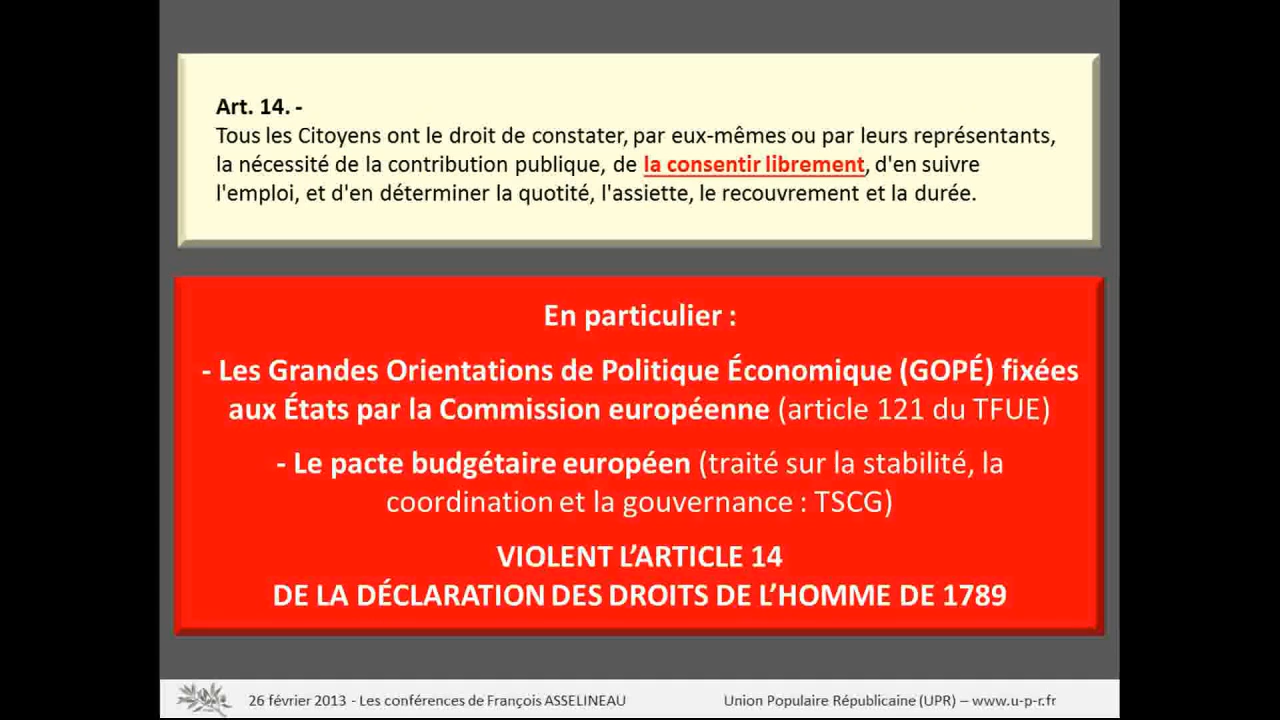 Art. 14. -
Tous les Citoyens ont le droit de constater, par eux-mêmes ou par leurs représentants,
la nécessité de la contribution publique, de la consentir librement, d'en suivre
l'emploi, et d'en déterminer la quotité, l'assiette, le recouvrement et la durée.
En particulier :
- Les Grandes Orientations de Politique Économique (GOPÉ) fixées
aux États par la Commission européenne (article 121 du TFUE)
- Le pacte budgétaire européen (traité sur la stabilité, la
coordination et la gouvernance : TSCG)
VIOLENT L’ARTICLE 14
DE LA DÉCLARATION DES DROITS DE L’HOMME DE 1789
26 février 2013 - Les conférences de François ASSELINEAU
Union Populaire Républicaine (UPR) – www.u-p-r.fr